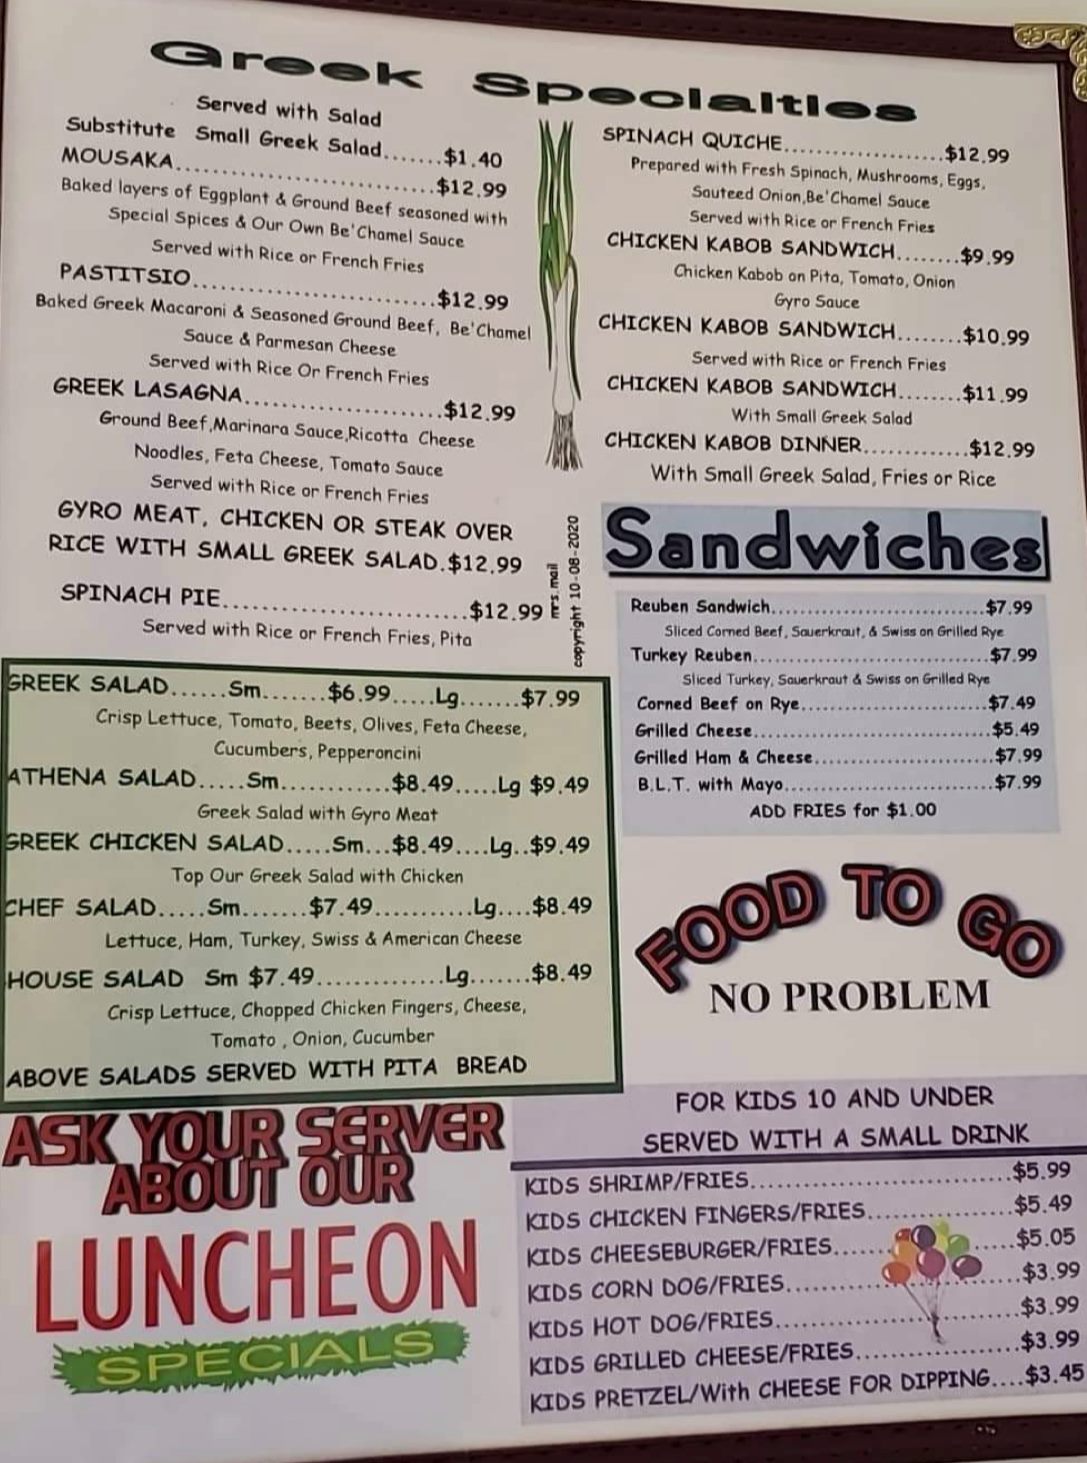 Greek Specialties
Served with Salad
Substitute Small Greek Salad.......$1.40
MOUSAKA............................$12.99
Baked layers of Eggplant & Ground Beef seasoned with
Special Spices & Our Own Be'Chamel Sauce
Served with Rice or French Fries
PASTITSIO..........................$12.99
Baked Greek Macaroni & Seasoned Ground Beef, Be'Chamel
Sauce & Parmesan Cheese
Served with Rice Or French Fries
GREEK LASAGNA.....................$12.99
Ground Beef,Marinara Sauce,Ricotta Cheese
Noodles, Feta Cheese, Tomato Sauce
Served with Rice or French Fries
GYRO MEAT, CHICKEN OR STEAK OVER
RICE WITH SMALL GREEK SALAD.$12.99
SPINACH PIE.........................$12.99
Served with Rice or French Fries, Pita
mrs. mail
copyright 10-08-2020
SPINACH QUICHE....................$12.99
Prepared with Fresh Spinach, Mushrooms, Eggs,
Sauteed Onion,Be'Chamel Sauce
Served with Rice or French Fries
CHICKEN KABOB SANDWICH........$9.99
Chicken Kabob on Pita, Tomato, Onion
Gyro Sauce
CHICKEN KABOB SANDWICH........$10.99
Served with Rice or French Fries
CHICKEN KABOB SANDWICH........$11.99
With Small Greek Salad
CHICKEN KABOB DINNER............$12.99
With Small Greek Salad, Fries or Rice
Sandwiches
Reuben Sandwich.............................$7.99
Sliced Corned Beef, Sauerkraut, & Swiss on Grilled Rye
Turkey Reuben................................$7.99
Sliced Turkey, Sauerkraut & Swiss on Grilled Rye
Corned Beef on Rye.........................$7.49
Grilled Cheese................................$5.49
Grilled Ham & Cheese........................$7.99
B.L.T. with Mayo............................$7.99
ADD FRIES for $1.00
GREEK SALAD......Sm.......$6.99.....Lg.......$7.99
Crisp Lettuce, Tomato, Beets, Olives, Feta Cheese,
Cucumbers, Pepperoncini
ATHENA SALAD.....Sm............$8.49.....Lg $9.49
Greek Salad with Gyro Meat
GREEK CHICKEN SALAD.....Sm...$8.49....Lg..$9.49
Top Our Greek Salad with Chicken
CHEF SALAD.....Sm.......$7.49...........Lg....$8.49
Lettuce, Ham, Turkey, Swiss & American Cheese
HOUSE SALAD Sm $7.49..............Lg.......$8.49
Crisp Lettuce, Chopped Chicken Fingers, Cheese,
Tomato , Onion, Cucumber
ABOVE SALADS SERVED WITH PITA BREAD
FOOD TO GO
NO PROBLEM
ASK YOUR SERVER
ABOUT OUR
LUNCHEON
SPECIALS
FOR KIDS 10 AND UNDER
SERVED WITH A SMALL DRINK
KIDS SHRIMP/FRIES................................$5.99
KIDS CHICKEN FINGERS/FRIES..................$5.49
KIDS CHEESEBURGER/FRIES.......................$5.05
KIDS CORN DOG/FRIES.............................$3.99
KIDS HOT DOG/FRIES..............................$3.99
KIDS GRILLED CHEESE/FRIES....................$3.99
KIDS PRETZEL/With CHEESE FOR DIPPING....$3.45